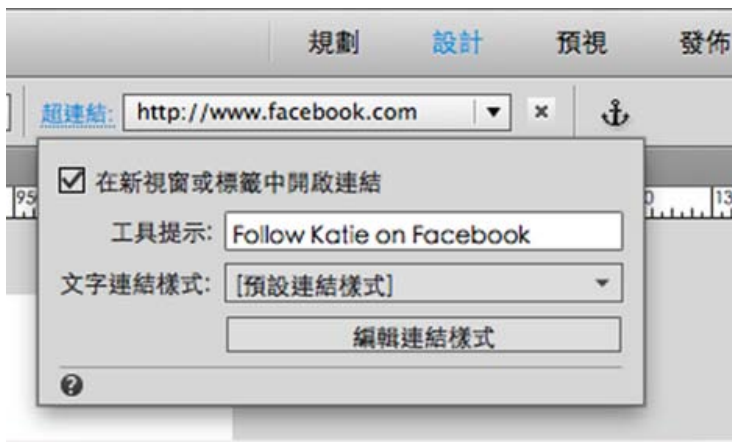 規劃 設計 預視 發佈
超連結: http://www.facebook.com
在新視窗或標籤中開啟連結
工具提示: Follow Katie on Facebook
文字連結樣式: [預設連結樣式]
編輯連結樣式
?